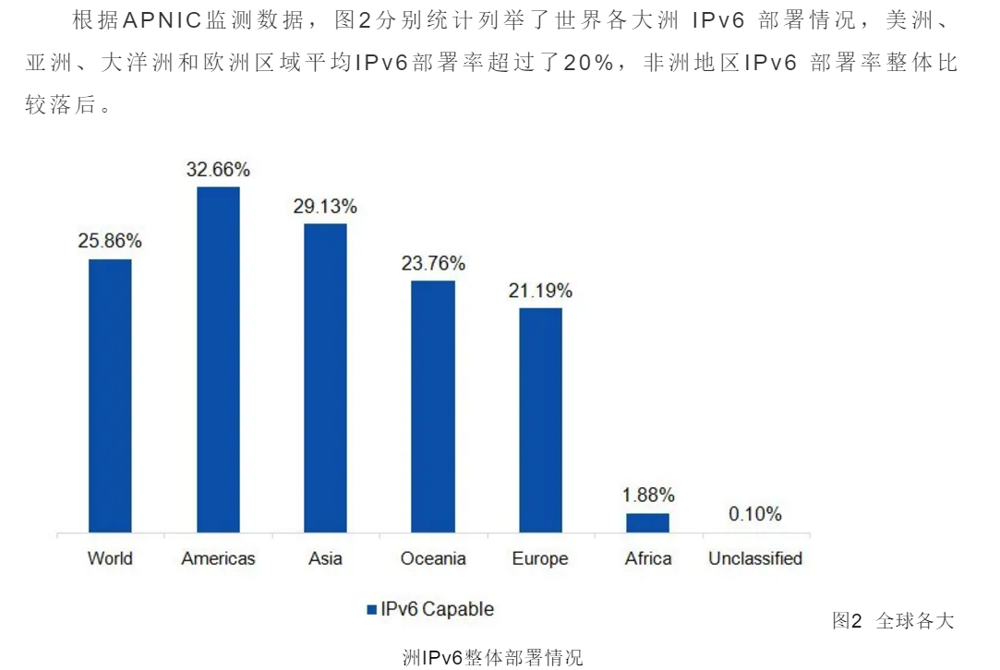 根据APNIC监测数据，图2分别统计列举了世界各大洲 IPv6 部署情况，美洲、
亚洲、大洋洲和欧洲区域平均IPv6部署率超过了20%，非洲地区IPv6 部署率整体比
较落后。
32.66%
29.13%
25.86%
23.76%
21.19%
1.88%
0.10%
World Americas Asia Oceania Europe Africa Unclassified
IPv6 Capable
图2 全球各大
洲IPv6整体部署情况